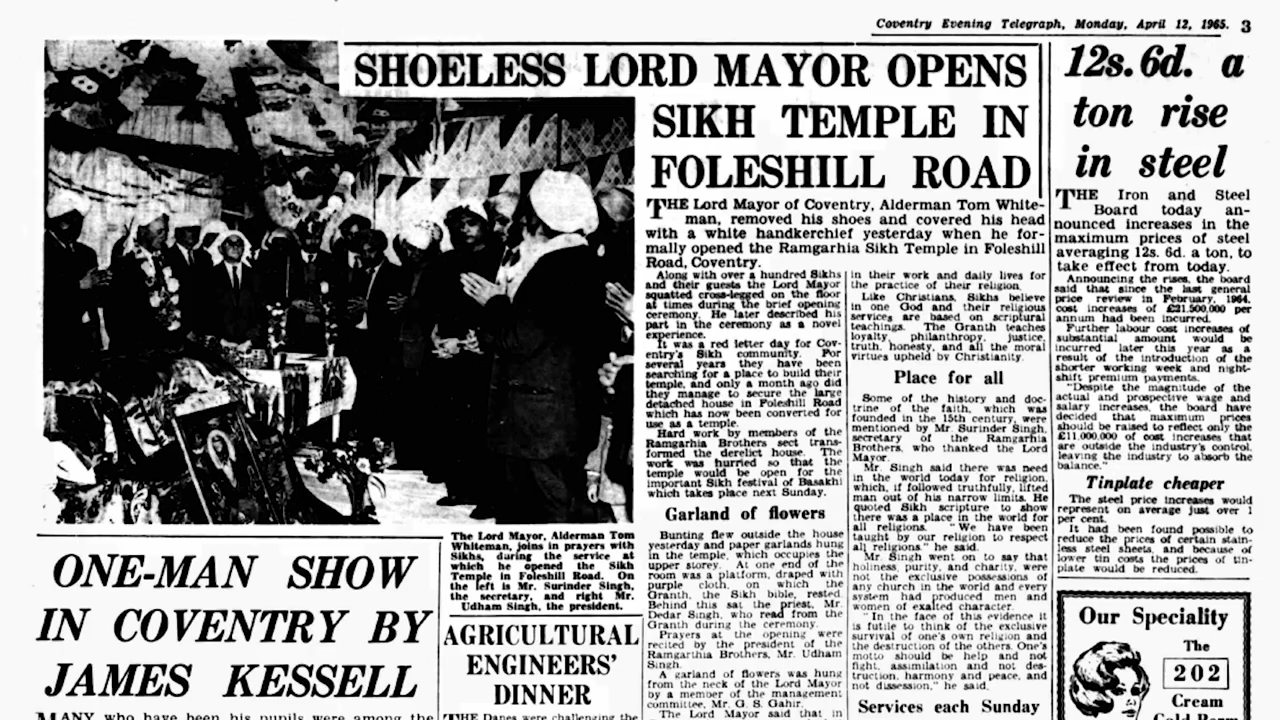 Coventry Evening Telegraph, Monday, April 12, 1965. 3
SHOELESS LORD MAYOR OPENS
SIKH TEMPLE IN
FOLESHILL ROAD
THE Lord Mayor of Coventry, Alderman Tom White-
man, removed his shoes and covered his head
with a white handkerchief yesterday when he for-
mally opened the Ramgarhia Sikh Temple in Foleshill
Road, Coventry.
Along with over a hundred Sikhs
and their guests the Lord Mayor
squatted cross-legged on the floor
at times during the brief opening
ceremony. He later described his
part in the ceremony as a novel
experience.
It was a red letter day for Cov-
entry's Sikh community. For
several years they have been
searching for a place to build their
temple, and only a month ago did
they manage to secure the large
detached house in Foleshill Road
which has now been converted for
use as a temple.
Hard work by members of the
Ramgarhia Brothers sect trans-
formed the derelict house. The
work was hurried so that the
temple would be open for the
important Sikh festival of Basakhi
which takes place next Sunday.
Garland of flowers
Bunting flew outside the house
yesterday and paper garlands hung
in the temple, which occupies the
upper storey. At one end of the
room was a platform, draped with
purple cloth, on which the
Granth, the Sikh bible, rested.
Behind this sat the priest, Mr.
Dedar Singh, who read from the
Granth during the ceremony.
Prayers at the opening were
recited by the president of the
Ramgarthia Brothers, Mr. Udham
Singh.
A garland of flowers was hung
from the neck of the Lord Mayor
by a member of the management
committee, Mr. G. S. Gahir.
The Lord Mayor said that in
in their work and daily lives for
the practice of their religion.
Like Christians, Sikhs believe
in one God and their religious
services are based on scriptural
teachings. The Granth teaches
loyalty, philanthropy, justice,
truth, honesty, and all the moral
virtues upheld by Christianity.
Place for all
Some of the history and doc-
trine of the faith, which was
founded in the 15th century, were
mentioned by Mr. Surinder Singh,
secretary of the Ramgarhia
Brothers, who thanked the Lord
Mayor.
Mr. Singh said there was need
in the world today for religion,
which, if followed truthfully, lifted
man out of his narrow limits. He
quoted Sikh scripture to show
there was a place in the world for
all religions. "We have been
taught by our religion to respect
all religions," he said.
Mr. Singh went on to say that
holiness, purity, and charity, were
not the exclusive possessions of
any church in the world and every
system had produced men and
women of exalted character.
"In the face of this evidence it
is futile to think of the exclusive
survival of one's own religion and
the destruction of the others. One's
motto should be help and not
fight, assimilation and not des-
truction, harmony and peace, and
not dissension," he said.
Services each Sunday
12s. 6d. a
ton rise
in steel
THE Iron and Steel
Board today an-
nounced increases in the
maximum prices of steel
averaging 12s. 6d. a ton, to
take effect from today.
Announcing the rises, the board
said that since the last general
price review in February, 1964,
cost increases of £21,500,000 per
annum had been incurred.
Further labour cost increases of
substantial amount would be
incurred later this year as a
result of the introduction of the
shorter working week and night-
shift premium payments.
"Despite the magnitude of the
actual and prospective wage and
salary increases, the board have
decided that maximum prices
should be raised to reflect only the
£11,000,000 of cost increases that
are outside the industry's control,
leaving the industry to absorb the
balance."
Tinplate cheaper
The steel price increases would
represent on average just over 1
per cent.
It had been found possible to
reduce the prices of certain stain-
less steel sheets, and because of
lower tin costs the prices of tin-
plate would be reduced.
Our Speciality
The
202
Cream
The Lord Mayor, Alderman Tom
Whiteman, joins in prayers with
Sikhs, during the service at
which he opened the Sikh
Temple in Foleshill Road. On
the left is Mr. Surinder Singh,
the secretary, and right Mr.
Udham Singh, the president.
ONE-MAN SHOW
IN COVENTRY BY
JAMES KESSELL
MANY who have been his pupils were among the
AGRICULTURAL
ENGINEERS'
DINNER
THE Danes were challenging the